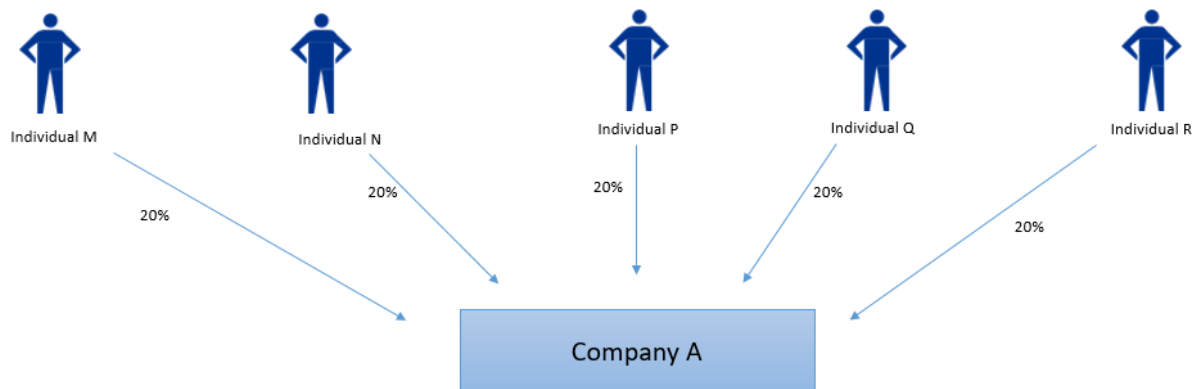 Individual M
Individual N
Individual P
Individual Q
Individual R
20%
20%
20%
20%
20%
Company A